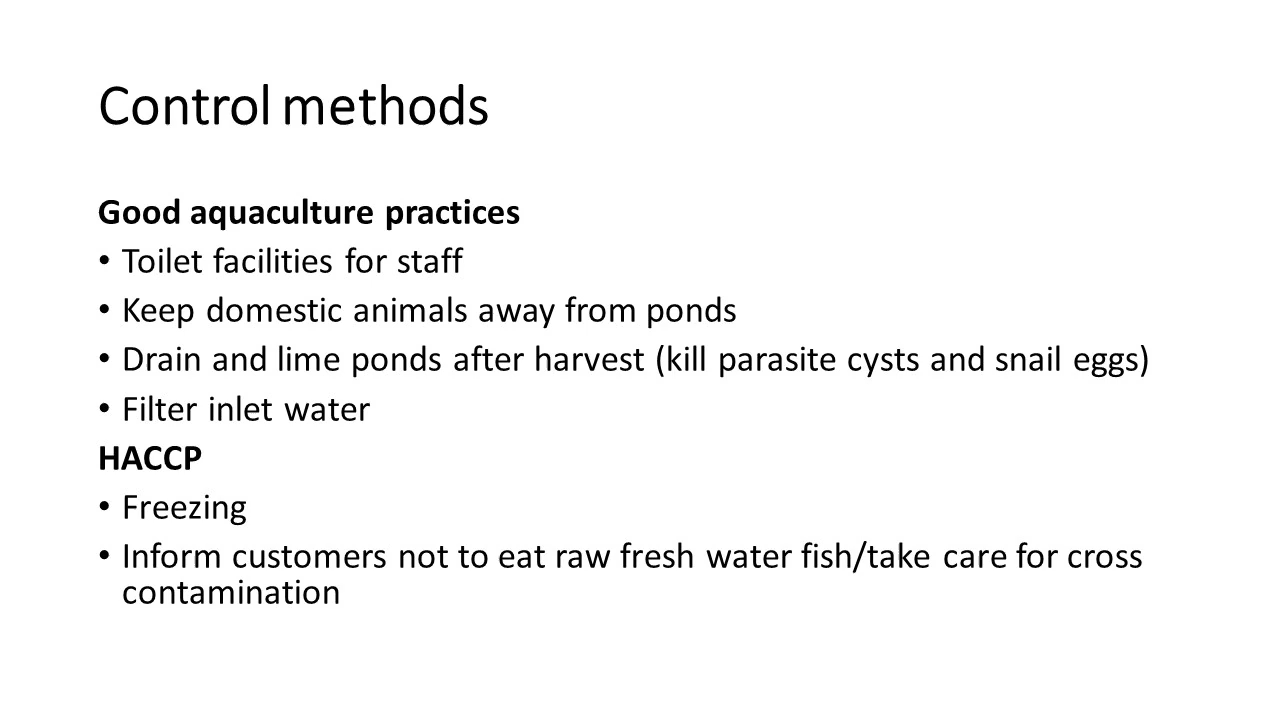 Control methods
Good aquaculture practices
• Toilet facilities for staff
• Keep domestic animals away from ponds
• Drain and lime ponds after harvest (kill parasite cysts and snail eggs)
• Filter inlet water
HACCP
• Freezing
• Inform customers not to eat raw fresh water fish/take care for cross
contamination